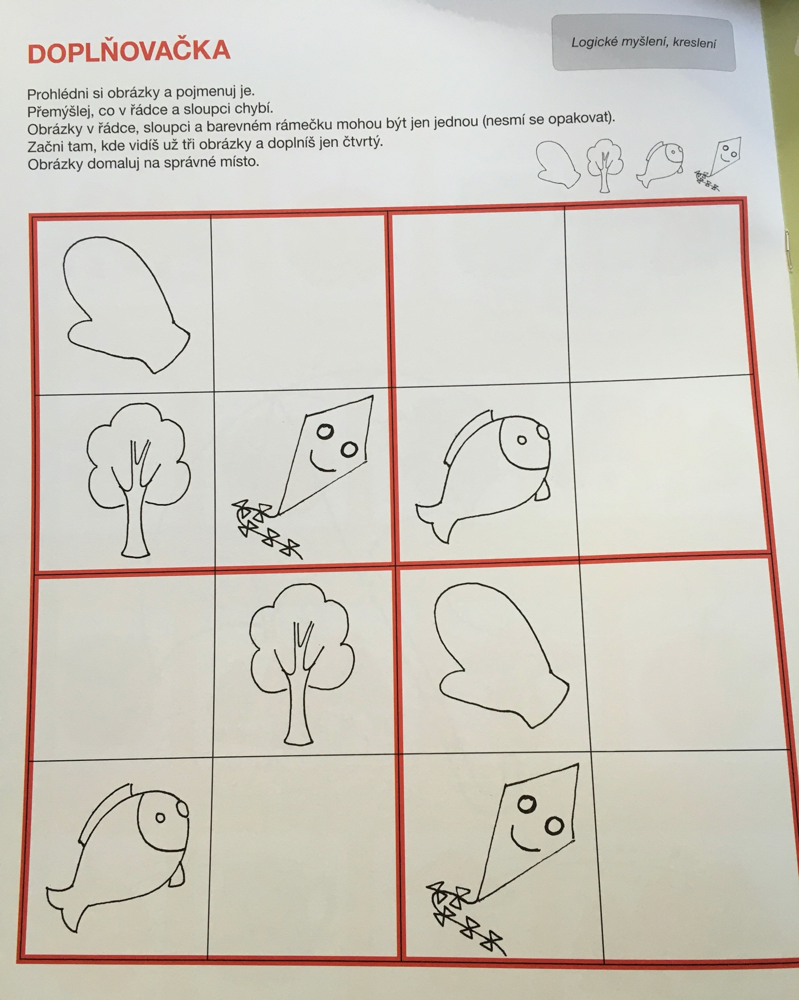 Logické myšlení, kreslení
DOPLŇOVAČKA
Prohlédni si obrázky a pojmenuj je.
Přemýšlej, co v řádce a sloupci chybí.
Obrázky v řádce, sloupci a barevném rámečku mohou být jen jednou (nesmí se opakovat).
Začni tam, kde vidíš už tři obrázky a doplníš jen čtvrtý.
Obrázky domaluj na správné místo.